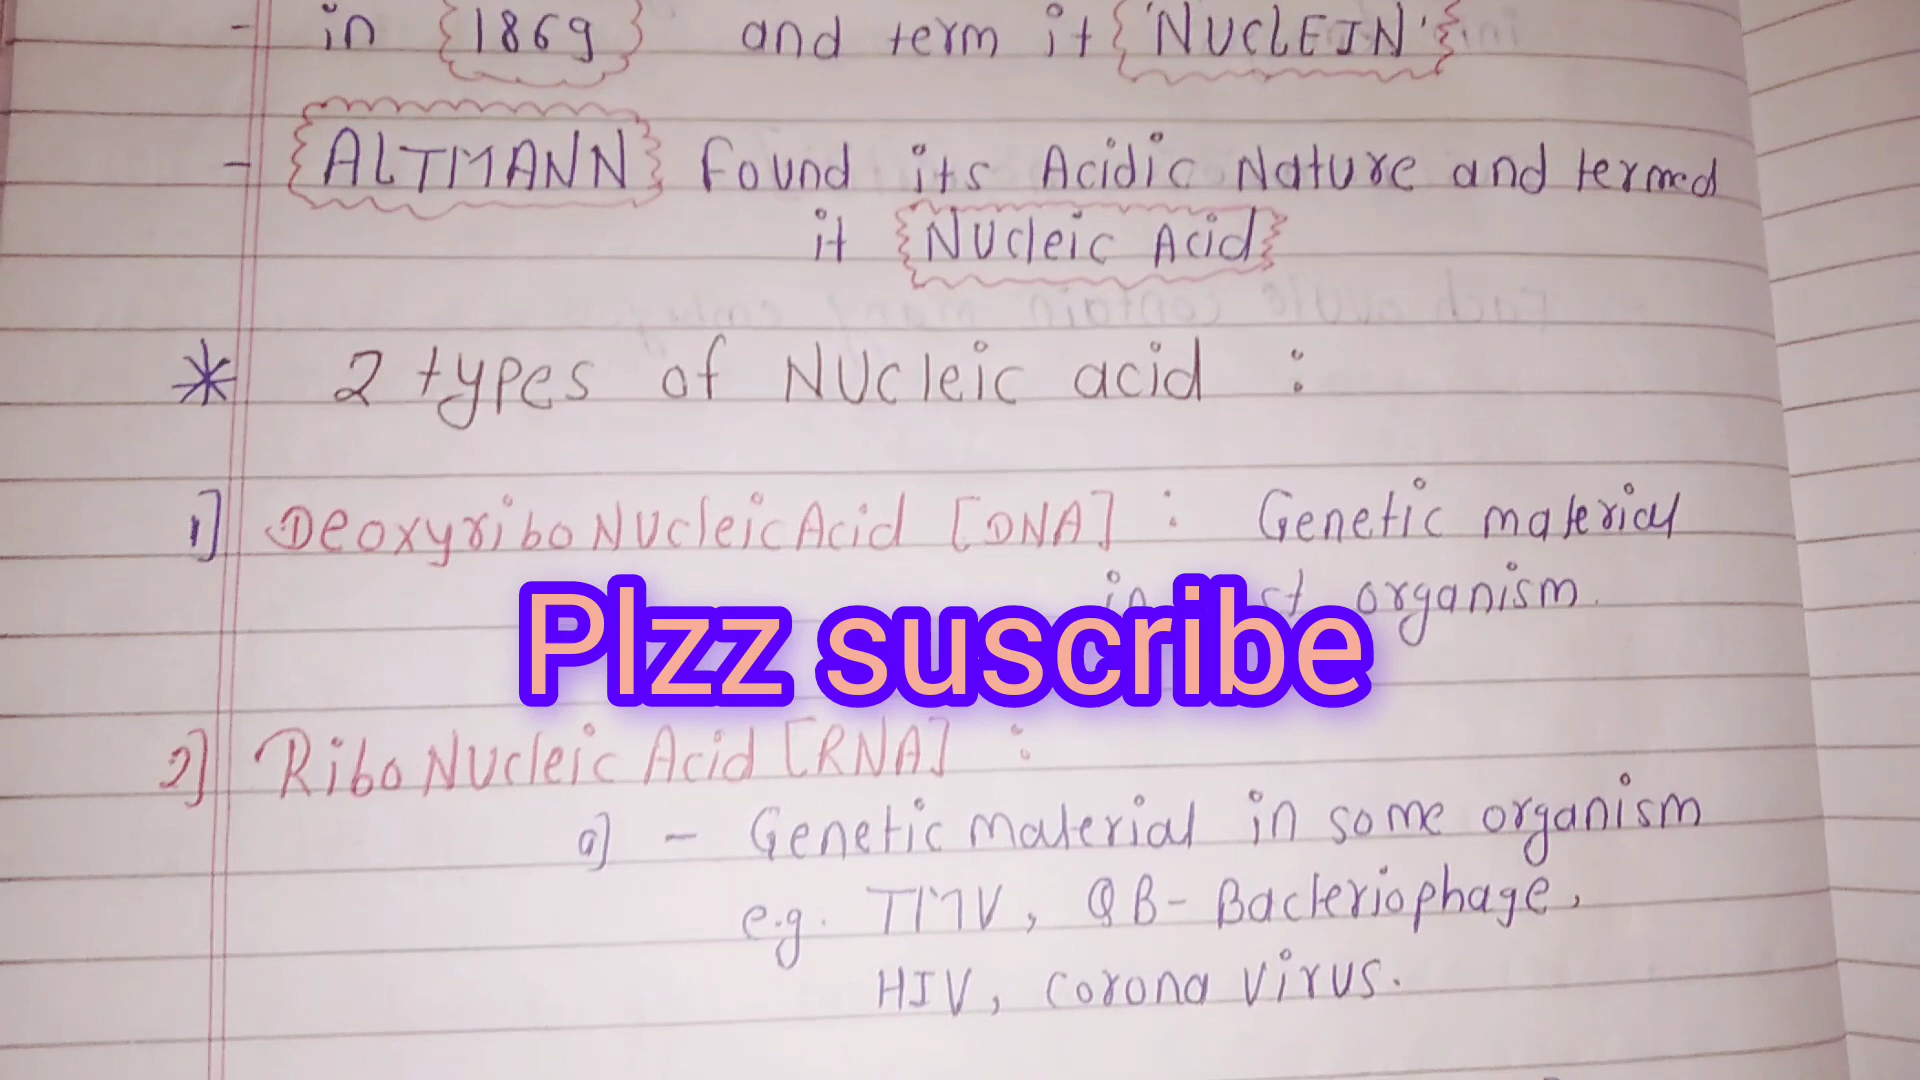 - in 1869 and term it 'NUCLEIN'
- ALTMANN Found its Acidic Nature and termed
it Nucleic Acid
* 2 types of Nucleic acid :
1] DeoxyriboNucleicAcid [DNA] : Genetic material
in organism.
Plzz suscribe
2] RiboNucleic Acid [RNA] :
a] - Genetic material in some organism
e.g. TMV, QB- Bacteriophage,
HIV, corona virus.